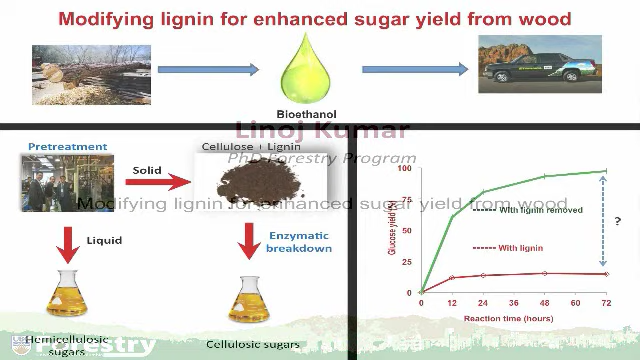 Modifying lignin for enhanced sugar yield from wood
Bioethanol
Linoj Kumar
PhD Forestry Program
Modifying lignin for enhanced sugar yield from wood
Pretreatment
Solid
Cellulose + Lignin
Liquid
Enzymatic
breakdown
Hemicellulosic
sugars
Cellulosic sugars
Forestry
100
75
50
25
0
Glucose yield (%)
With lignin removed
With lignin
?
0 12 24 36 48 60 72
Reaction time (hours)